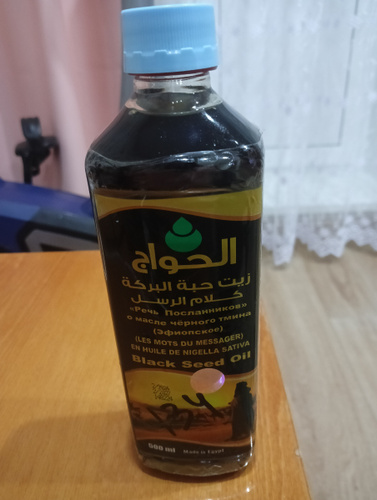 الحواج
زيت حبة البركة
كلام الرسل
«Речь Посланников»
о масле чёрного тмина
(Эфиопское)
(LES MOTS DU MESSAGER)
EN HUILE DE NIGELLA SATIVA
Black Seed Oil
500 ml Made in Egypt